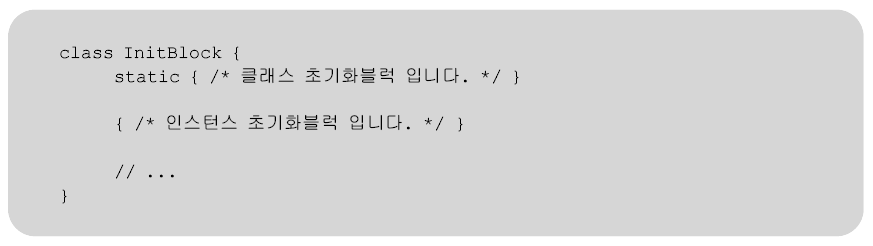 class InitBlock {
static { /* 클래스 초기화블럭 입니다. */ }
{ /* 인스턴스 초기화블럭 입니다. */ }
// ...
}